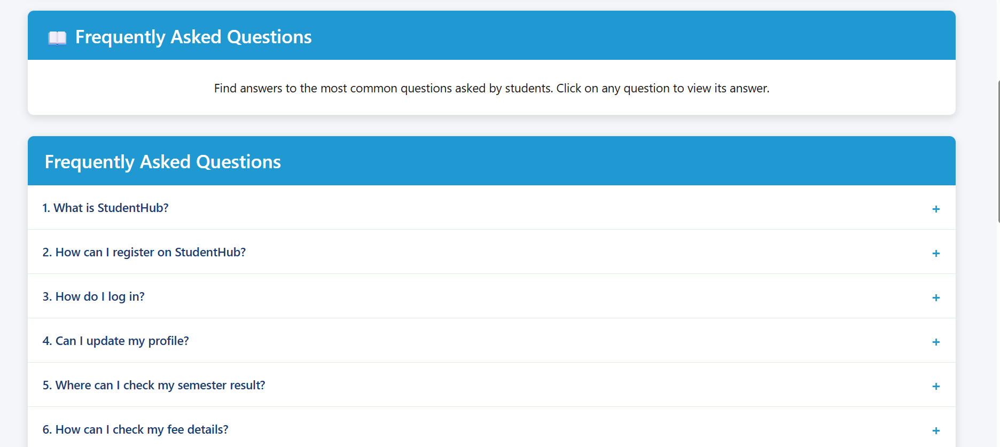 Frequently Asked Questions
Find answers to the most common questions asked by students. Click on any question to view its answer.
Frequently Asked Questions
1. What is StudentHub?
+
2. How can I register on StudentHub?
+
3. How do I log in?
+
4. Can I update my profile?
+
5. Where can I check my semester result?
+
6. How can I check my fee details?
+